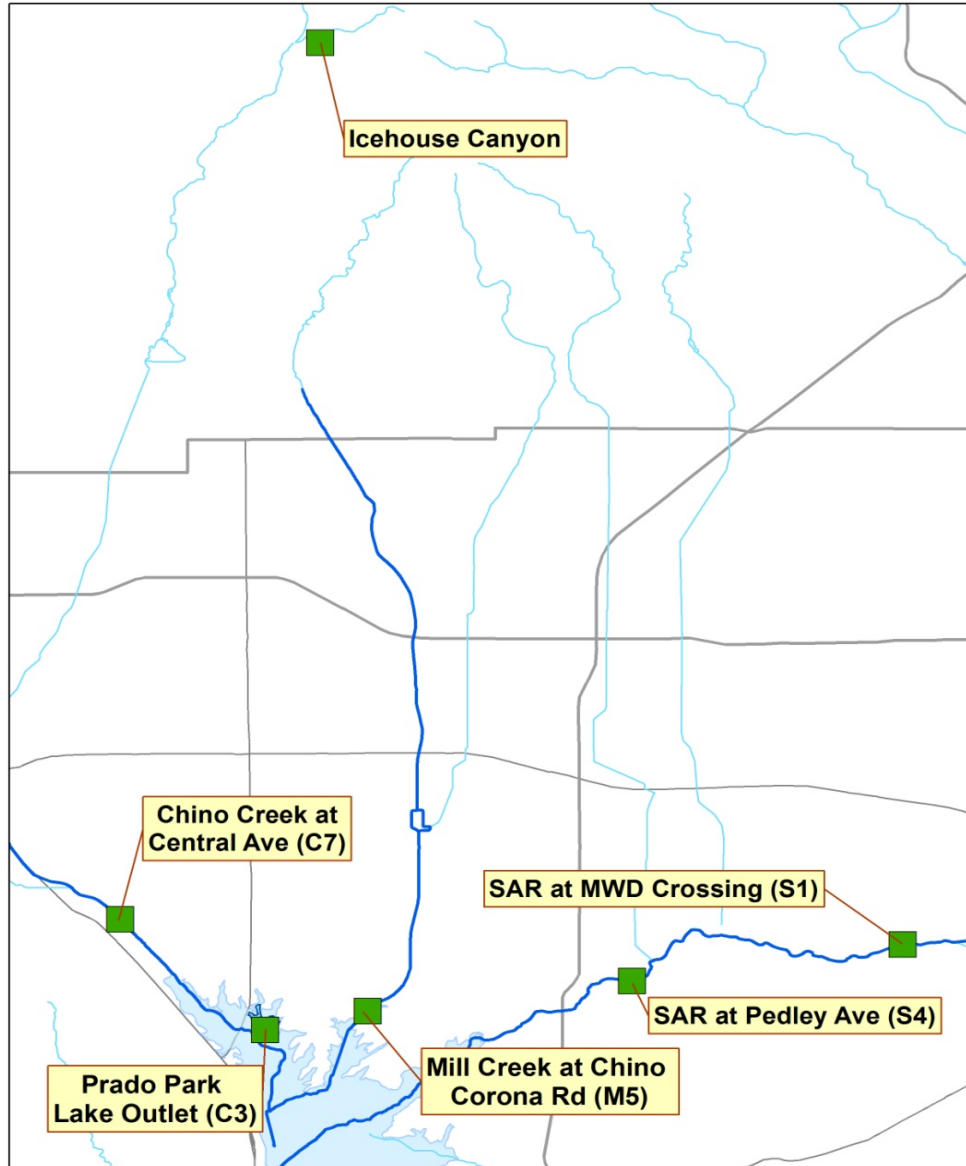 Icehouse Canyon
Chino Creek at
Central Ave (C7)
SAR at MWD Crossing (S1)
SAR at Pedley Ave (S4)
Prado Park
Lake Outlet (C3)
Mill Creek at Chino
Corona Rd (M5)